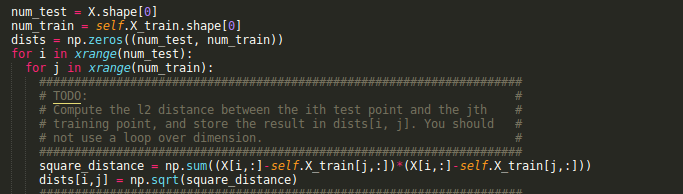 num_test = X.shape[0]
num_train = self.X_train.shape[0]
dists = np.zeros((num_test, num_train))
for i in xrange(num_test):
  for j in xrange(num_train):
    #####################################################################
    # TODO:                                                             #
    # Compute the l2 distance between the ith test point and the jth    #
    # training point, and store the result in dists[i, j]. You should   #
    # not use a loop over dimension.                                    #
    #####################################################################
    square_distance = np.sum((X[i,:]-self.X_train[j,:])*(X[i,:]-self.X_train[j,:]))
    dists[i,j] = np.sqrt(square_distance)